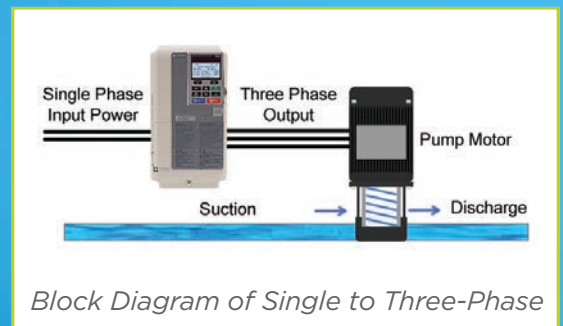 Single Phase
Input Power
Three Phase
Output
Pump Motor
Suction
Discharge
Block Diagram of Single to Three-Phase